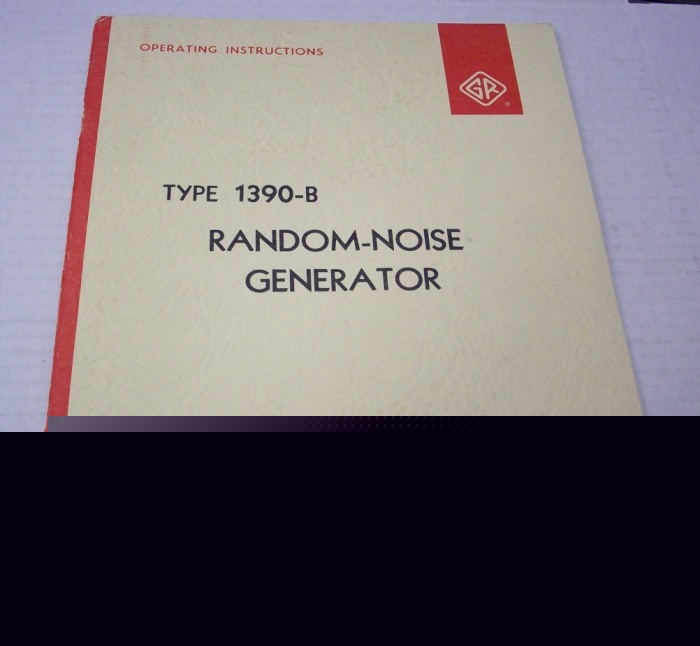 OPERATING INSTRUCTIONS
GR
®
TYPE 1390-B
RANDOM-NOISE
GENERATOR